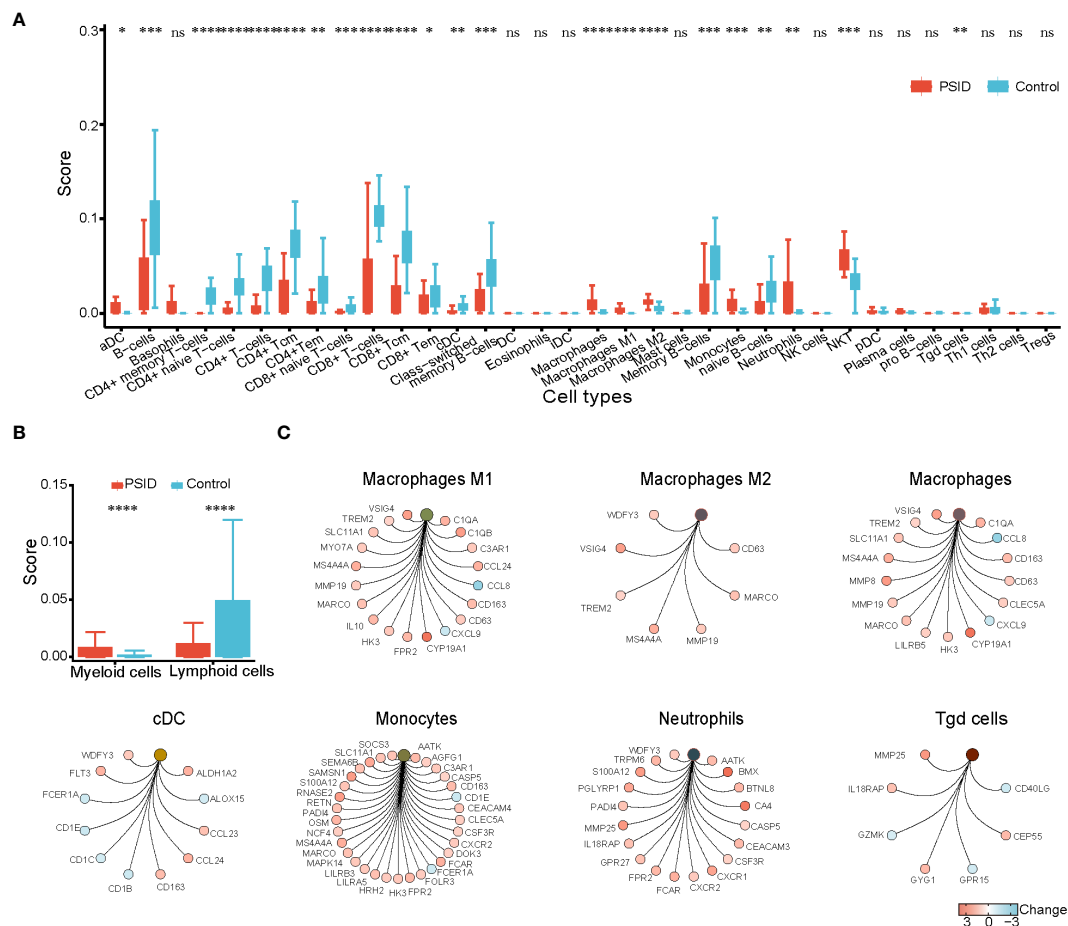 A
0.3
* *** ns **** **** **** **** ** **** **** **** * ** *** ns ns ns **** *** **** ns *** *** ** ** ns *** ns ns ns ** ns ns ns
PSID Control
0.2
Score
0.1
0.0
aDC
B-cells
Basophils
CD4+ memory T-cells
CD4+ naive T-cells
CD4+ T-cells
CD4+ Tcm
CD4+ Tem
CD8+ naive T-cells
CD8+ T-cells
CD8+ Tcm
CD8+ Tem
cDC
Class-switched
memory B-cells
DC
Eosinophils
iDC
Macrophages
Macrophages M1
Macrophages M2
Mast cells
Memory B-cells
Monocytes
naive B-cells
Neutrophils
NK cells
NKT
pDC
Plasma cells
pro B-cells
Tgd cells
Th1 cells
Th2 cells
Tregs
Cell types
B
0.15
PSID Control
**** ****
0.10
Score
0.05
0.00
Myeloid cells Lymphoid cells
C
Macrophages M1
VSIG4
TREM2 C1QA
SLC11A1 C1QB
MYO7A C3AR1
MS4A4A CCL24
MMP19 CCL8
MARCO CD163
IL10 CD63
HK3 CXCL9
FPR2 CYP19A1
Macrophages M2
WDFY3
VSIG4 CD63
TREM2 MARCO
MS4A4A MMP19
Macrophages
VSIG4
TREM2 C1QA
SLC11A1 CCL8
MS4A4A CD163
MMP8 CD63
MMP19 CLEC5A
MARCO CXCL9
LILRB5 HK3 CYP19A1
cDC
WDFY3
FLT3 ALDH1A2
FCER1A ALOX15
CD1E CCL23
CD1C CCL24
CD1B CD163
Monocytes
SOCS3 AATK
SLC11A1 AGFG1
SEMA6B C3AR1
SAMSN1 CASP5
S100A12 CD163
RNASE2 CD1E
RETN CEACAM4
PADI4 CLEC5A
OSM CSF3R
NCF4 CXCR2
MS4A4A DOK3
MARCO FCAR
MAPK14 FCER1A
LILRB3 FOLR3
LILRA5 FPR2
HRH2 HK3
Neutrophils
WDFY3
TRPM6 AATK
S100A12 BMX
PGLYRP1 BTNL8
PADI4 CA4
MMP25 CASP5
IL18RAP CEACAM3
GPR27 CSF3R
FPR2 CXCR1
FCAR CXCR2
Tgd cells
MMP25
IL18RAP CD40LG
GZMK CEP55
GYG1 GPR15
Change
3 0 -3